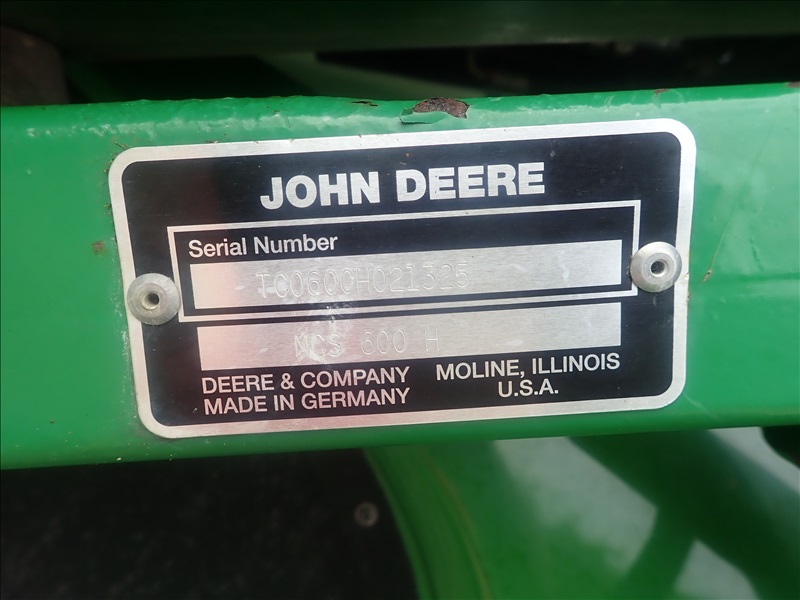 JOHN DEERE
Serial Number
TC0600H021325
MCS 600 H
DEERE & COMPANY
MADE IN GERMANY
MOLINE, ILLINOIS
U.S.A.